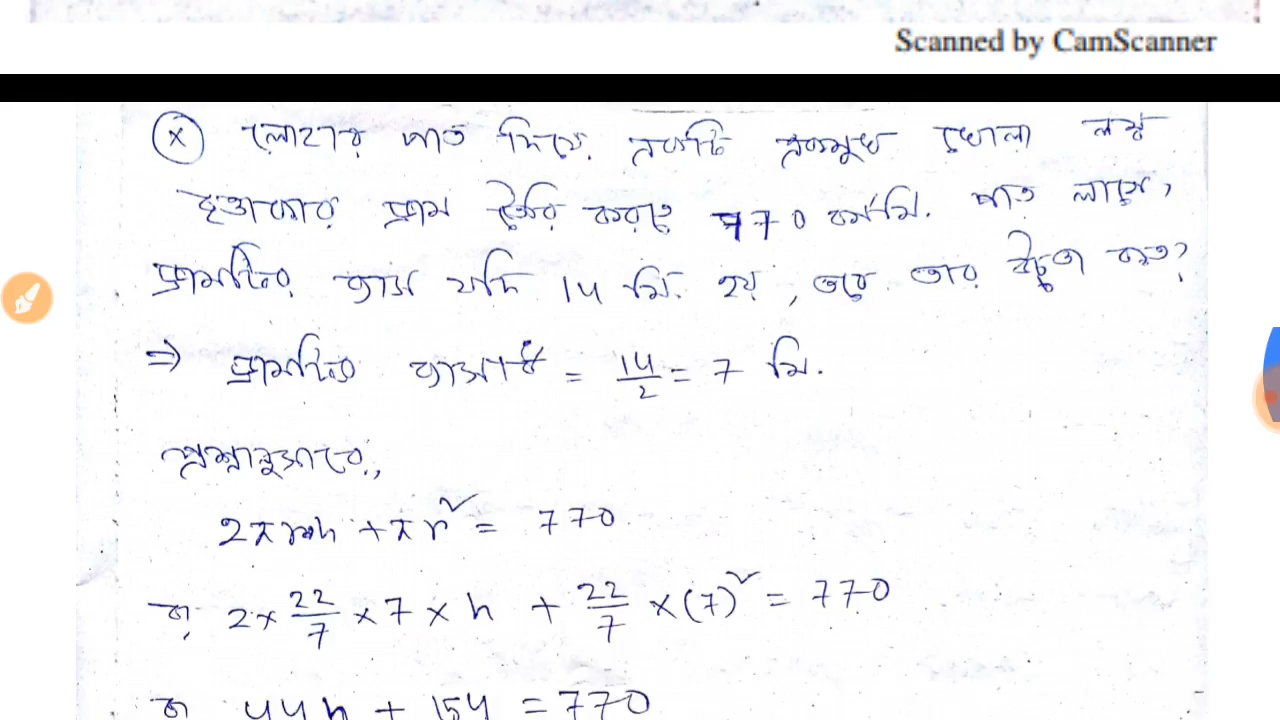 Scanned by CamScanner
(x) লোহার পাত দিয়ে একটি একমুখ খোলা লম্ব
বৃত্তাকার ড্রাম তৈরি করতে 770 বর্গমি. পাত লাগে,
ড্রামটির ব্যাস যদি 14 মি. হয়, তবে তার উচ্চতা কত?
⇒ ড্রামটির ব্যাসার্ধ = 14/2 = 7 মি.
প্রশ্নানুসারে,
2πrh + πr² = 770
বা, 2 × 22/7 × 7 × h + 22/7 × (7)² = 770
বা 44h + 154 = 770